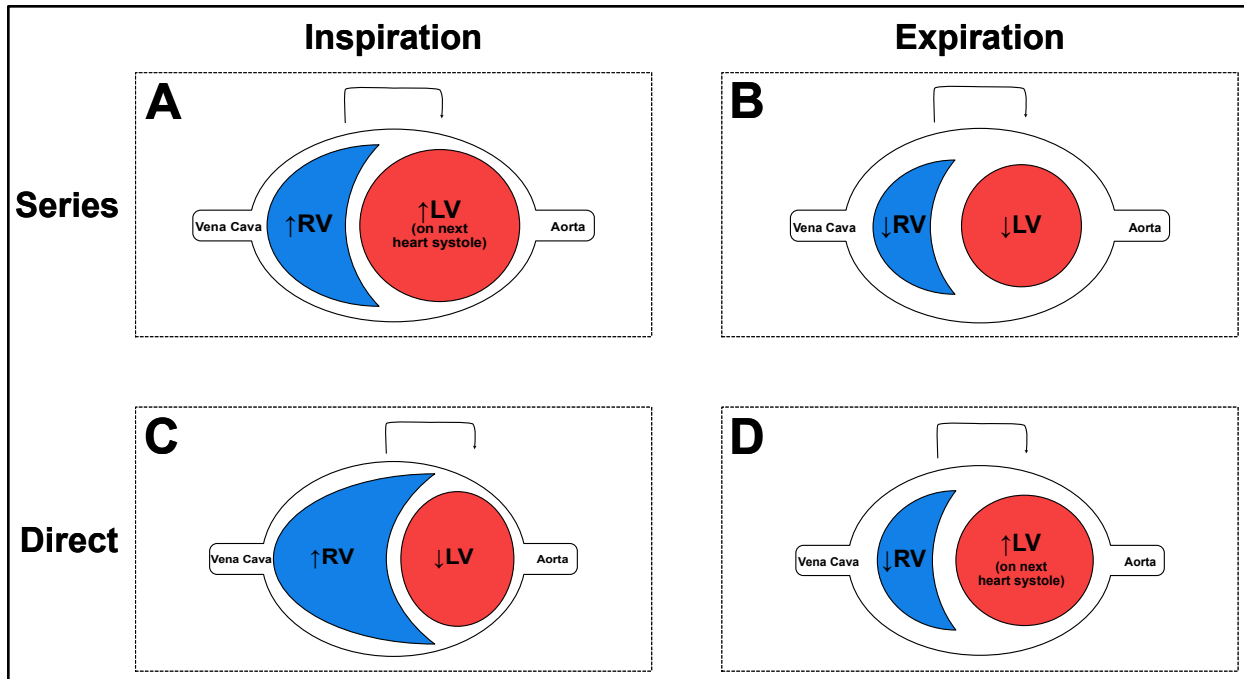 Inspiration
Expiration
Series
A
Vena Cava
↑RV
↑LV
(on next
heart systole)
Aorta
B
Vena Cava
↓RV
↓LV
Aorta
Direct
C
Vena Cava
↑RV
↓LV
Aorta
D
Vena Cava
↓RV
↑LV
(on next
heart systole)
Aorta